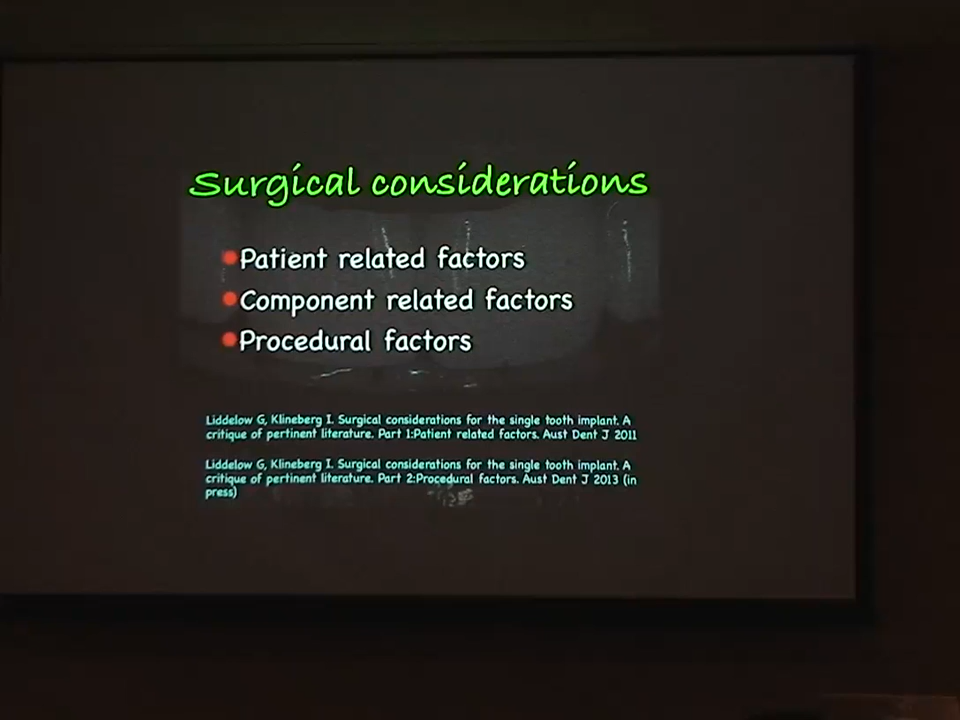 Surgical considerations
Patient related factors
Component related factors
Procedural factors
Liddelow G, Klineberg I. Surgical considerations for the single tooth implant. A
critique of pertinent literature. Part 1:Patient related factors. Aust Dent J 2011
Liddelow G, Klineberg I. Surgical considerations for the single tooth implant. A
critique of pertinent literature. Part 2:Procedural factors. Aust Dent J 2013 (in
press)